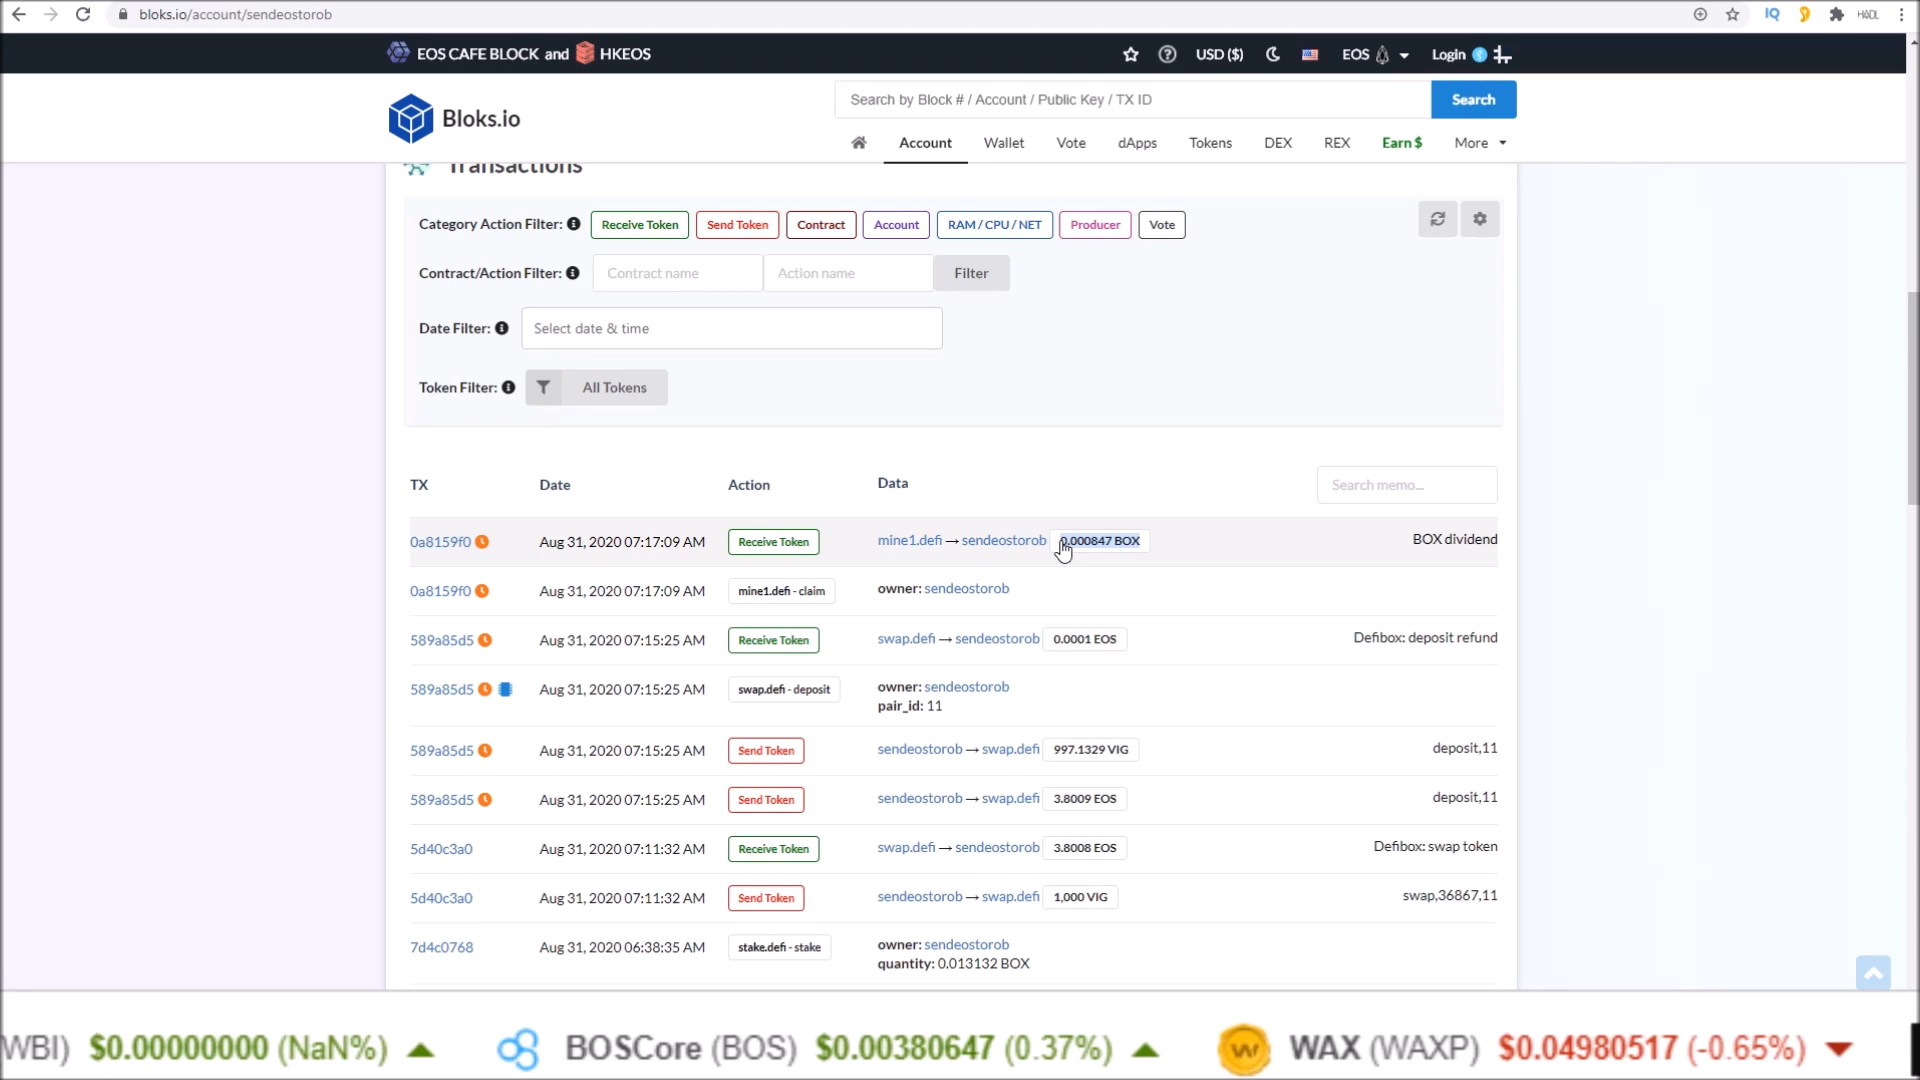 bloks.io/account/sendeostorob
IQ HADL
EOS CAFE BLOCK and HKEOS USD ($) EOS Login
Bloks.io Search by Block # / Account / Public Key / TX ID Search
Account Wallet Vote dApps Tokens DEX REX Earn $ More
Transactions
Category Action Filter: Receive Token Send Token Contract Account RAM / CPU / NET Producer Vote
Contract/Action Filter: Contract name Action name Filter
Date Filter: Select date & time
Token Filter: All Tokens
TX Date Action Data Search memo...
0a8159f0 Aug 31, 2020 07:17:09 AM Receive Token mine1.defi → sendeostorob 0.000847 BOX BOX dividend
0a8159f0 Aug 31, 2020 07:17:09 AM mine1.defi - claim owner: sendeostorob
589a85d5 Aug 31, 2020 07:15:25 AM Receive Token swap.defi → sendeostorob 0.0001 EOS Defibox: deposit refund
589a85d5 Aug 31, 2020 07:15:25 AM swap.defi - deposit owner: sendeostorob
pair_id: 11
589a85d5 Aug 31, 2020 07:15:25 AM Send Token sendeostorob → swap.defi 997.1329 VIG deposit,11
589a85d5 Aug 31, 2020 07:15:25 AM Send Token sendeostorob → swap.defi 3.8009 EOS deposit,11
5d40c3a0 Aug 31, 2020 07:11:32 AM Receive Token swap.defi → sendeostorob 3.8008 EOS Defibox: swap token
5d40c3a0 Aug 31, 2020 07:11:32 AM Send Token sendeostorob → swap.defi 1,000 VIG swap,36867,11
7d4c0768 Aug 31, 2020 06:38:35 AM stake.defi - stake owner: sendeostorob
quantity: 0.013132 BOX
WBI) $0.00000000 (NaN%) BOSCore (BOS) $0.00380647 (0.37%) WAX (WAXP) $0.04980517 (-0.65%)